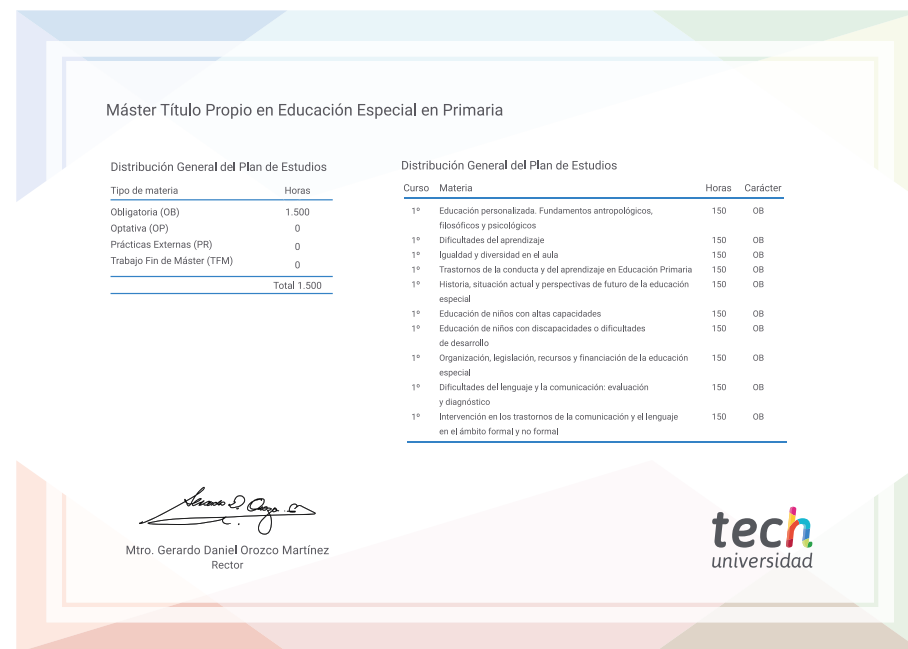 Máster Título Propio en Educación Especial en Primaria
Distribución General del Plan de Estudios
Tipo de materia Horas
Obligatoria (OB) 1.500
Optativa (OP) 0
Prácticas Externas (PR) 0
Trabajo Fin de Máster (TFM) 0
Total 1.500
Distribución General del Plan de Estudios
Curso Materia Horas Carácter
1º Educación personalizada. Fundamentos antropológicos, 150 OB
filosóficos y psicológicos
1º Dificultades del aprendizaje 150 OB
1º Igualdad y diversidad en el aula 150 OB
1º Trastornos de la conducta y del aprendizaje en Educación Primaria 150 OB
1º Historia, situación actual y perspectivas de futuro de la educación 150 OB
especial
1º Educación de niños con altas capacidades 150 OB
1º Educación de niños con discapacidades o dificultades 150 OB
de desarrollo
1º Organización, legislación, recursos y financiación de la educación 150 OB
especial
1º Dificultades del lenguaje y la comunicación: evaluación 150 OB
y diagnóstico
1º Intervención en los trastornos de la comunicación y el lenguaje 150 OB
en el ámbito formal y no formal
Mtro. Gerardo Daniel Orozco Martínez
Rector
tech
universidad